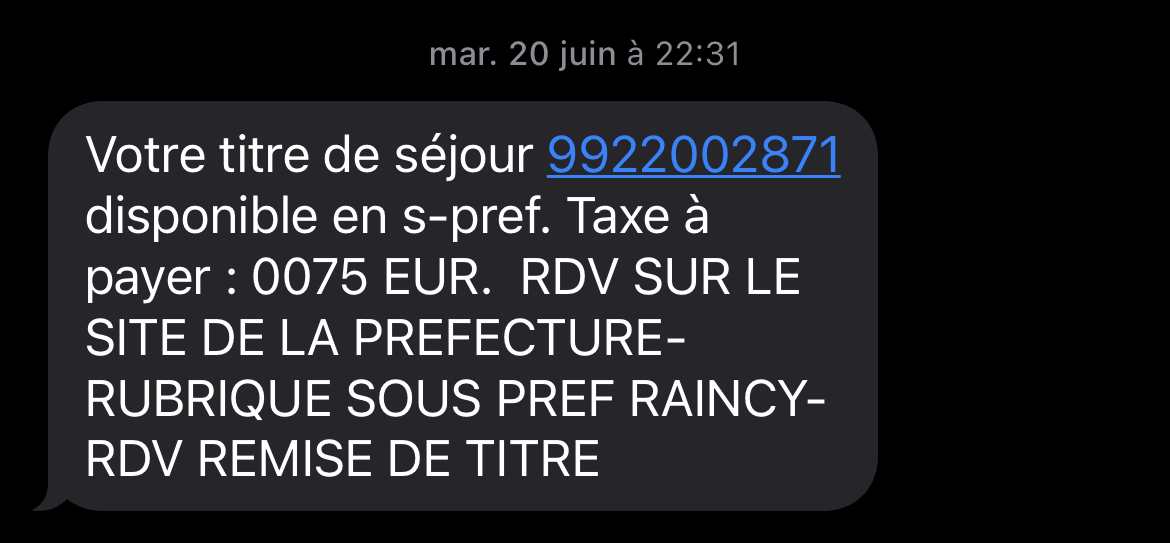 mar. 20 juin à 22:31
Votre titre de séjour 9922002871
disponible en s-pref. Taxe à
payer : 0075 EUR.  RDV SUR LE
SITE DE LA PREFECTURE-
RUBRIQUE SOUS PREF RAINCY-
RDV REMISE DE TITRE